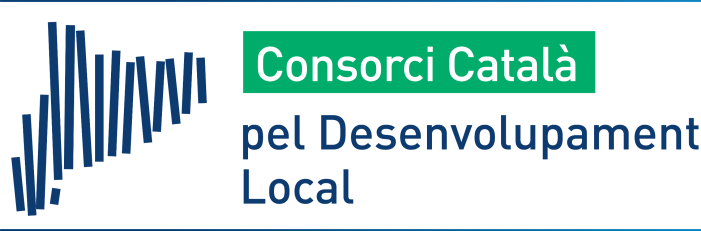 Consorci Català
pel Desenvolupament
Local